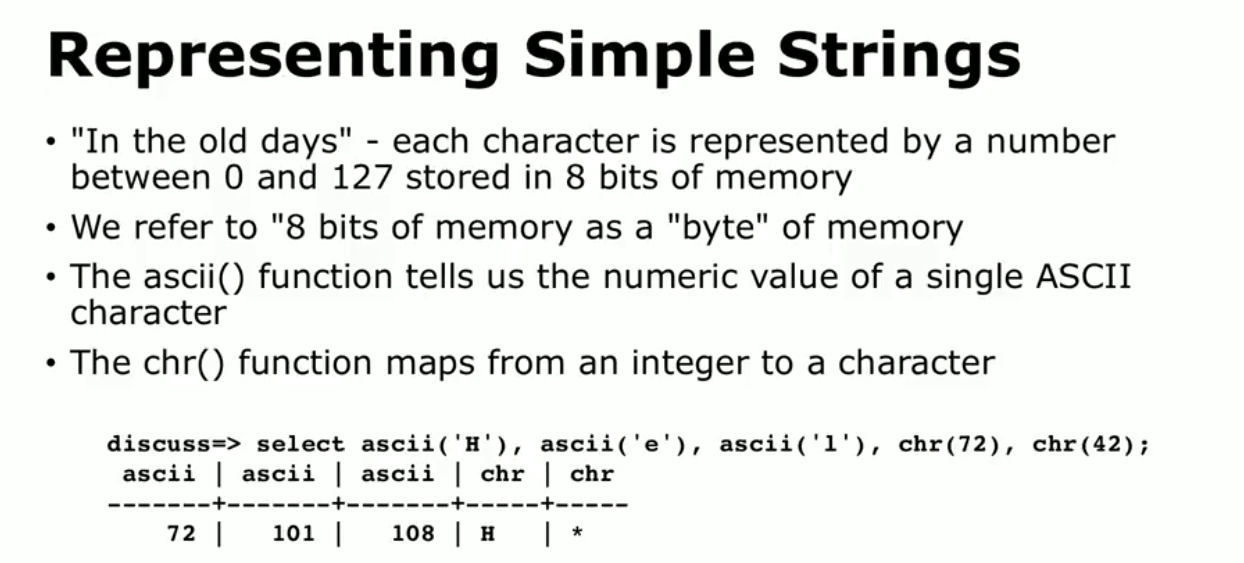 Representing Simple Strings
• "In the old days" - each character is represented by a number
between 0 and 127 stored in 8 bits of memory
• We refer to "8 bits of memory as a "byte" of memory
• The ascii() function tells us the numeric value of a single ASCII
character
• The chr() function maps from an integer to a character
discuss=> select ascii('H'), ascii('e'), ascii('l'), chr(72), chr(42);
 ascii | ascii | ascii | chr | chr
-------+-------+-------+-----+-----
    72 |   101 |   108 | H   | *